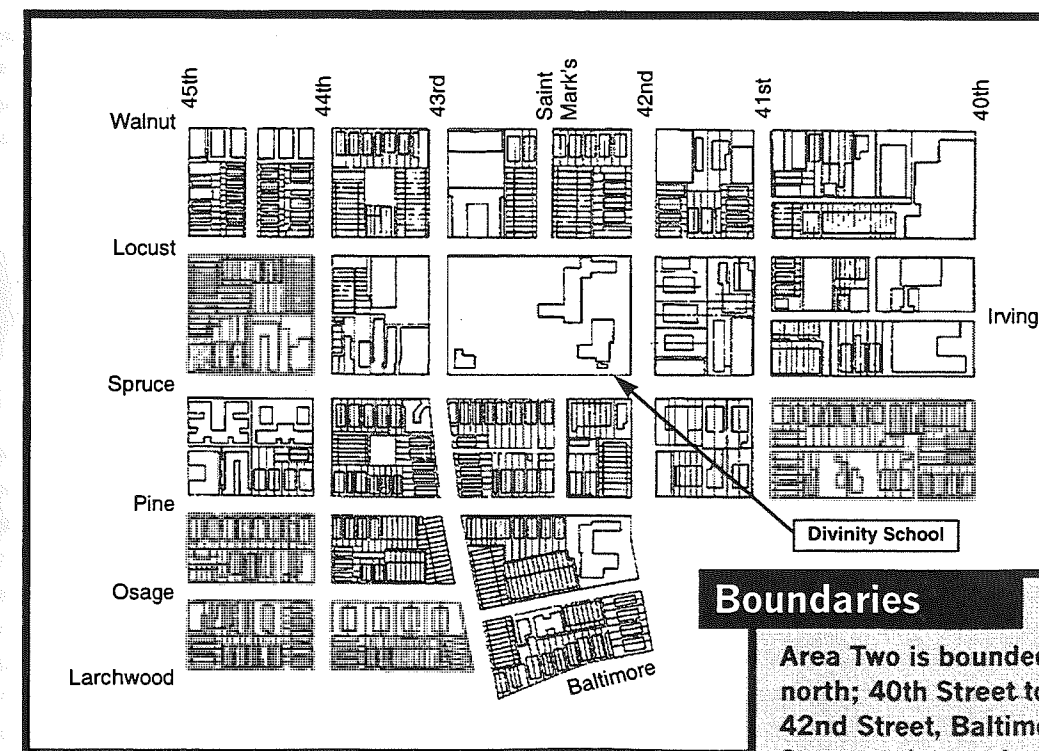 45th
44th
43rd
Saint
Mark's
42nd
41st
40th
Walnut
Locust
Irving
Spruce
Pine
Divinity School
Osage
Larchwood
Baltimore
Boundaries
Area Two is bounded
north; 40th Street to
42nd Street, Baltimo